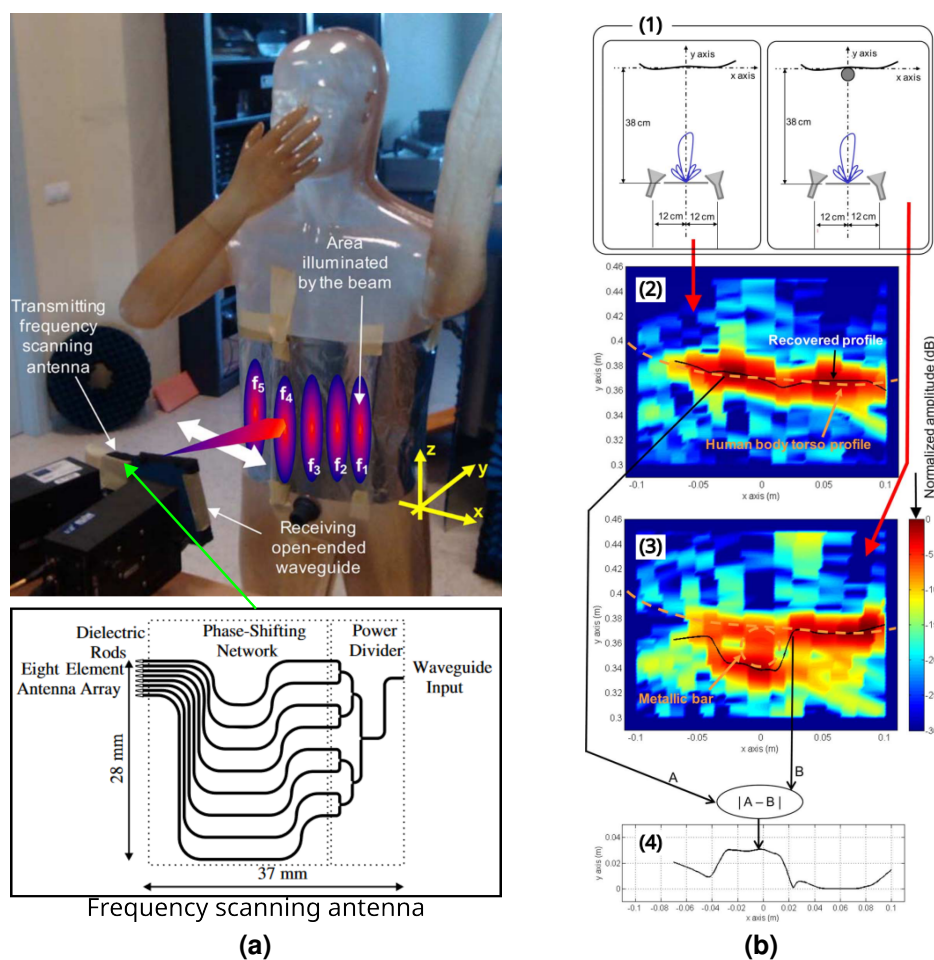 Area
illuminated
by the beam
Transmitting
frequency
scanning
antenna
f5
f4
f3
f2
f1
z
y
x
Receiving
open-ended
waveguide
Dielectric
Rods
Eight Element
Antenna Array
Phase-Shifting
Network
Power
Divider
Waveguide
Input
28 mm
37 mm
Frequency scanning antenna
(a)
(1)
y axis
x axis
38 cm
12 cm
12 cm
y axis
x axis
38 cm
12 cm
12 cm
(2)
0.46
0.44
0.42
0.4
0.38
0.36
0.34
0.32
0.3
y axis (m)
Recovered profile
Human body torso profile
-0.1
-0.05
0
0.05
0.1
x axis (m)
Normalized amplitude (dB)
(3)
0.46
0.44
0.42
0.4
0.38
0.36
0.34
0.32
0.3
y axis (m)
Metallic bar
-0.1
-0.05
0
0.05
0.1
x axis (m)
0
-5
-10
-15
-20
-25
-30
A
B
| A – B |
(4)
0.04
0.02
0
y axis (m)
-0.1
-0.08
-0.06
-0.04
-0.02
0
0.02
0.04
0.06
0.08
0.1
x axis (m)
(b)